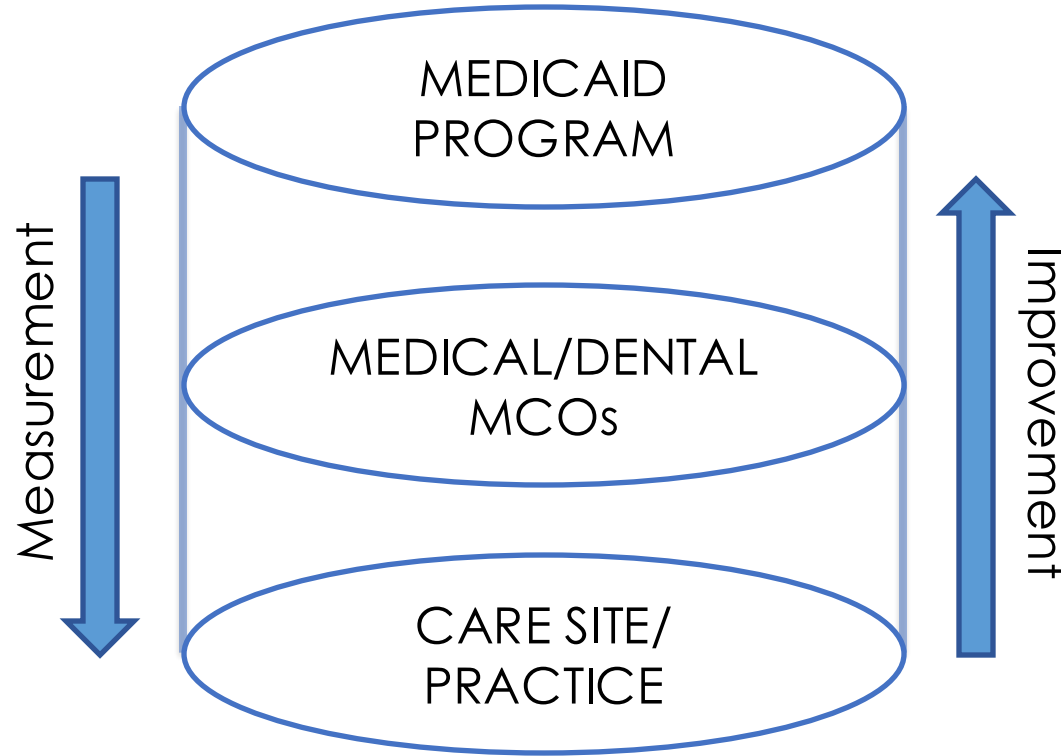 MEDICAID
PROGRAM
Measurement
MEDICAL/DENTAL
MCOs
Improvement
CARE SITE/
PRACTICE